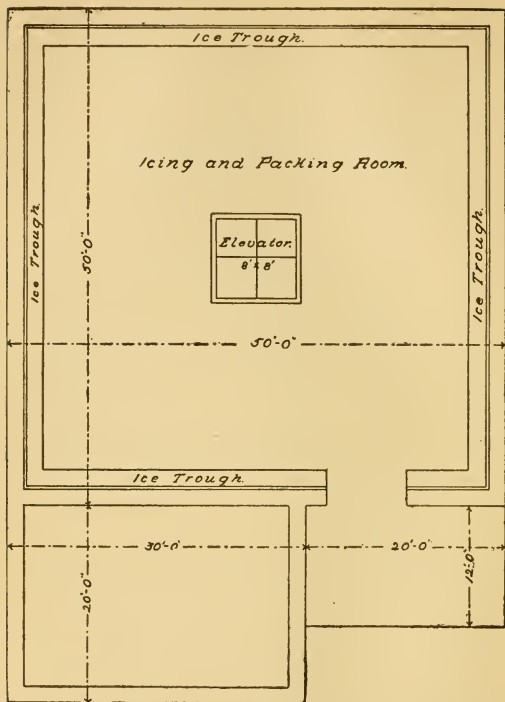 Ice Trough.
Icing and Packing Room.
Elevator.
8' x 8'
Ice Trough.
50'-0"
Ice Trough.
50'-0"
Ice Trough.
30'-0"
20'-0"
20'-0"
12'-0"